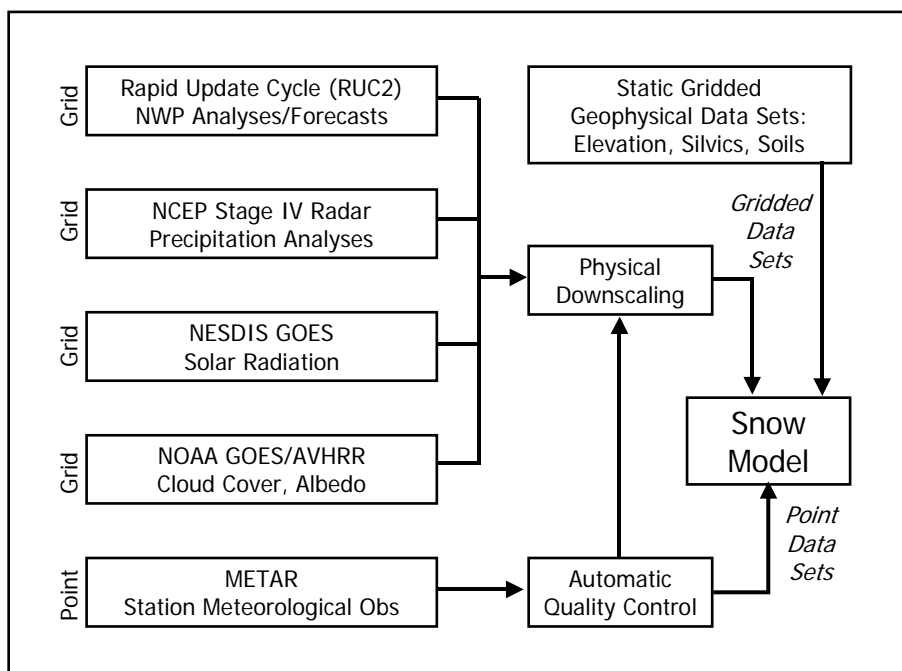 Grid
Rapid Update Cycle (RUC2)
NWP Analyses/Forecasts
Static Gridded
Geophysical Data Sets:
Elevation, Silvics, Soils
Grid
NCEP Stage IV Radar
Precipitation Analyses
Gridded
Data
Sets
Physical
Downscaling
Grid
NESDIS GOES
Solar Radiation
Snow
Model
Grid
NOAA GOES/AVHRR
Cloud Cover, Albedo
Point
Data
Sets
Point
METAR
Station Meteorological Obs
Automatic
Quality Control